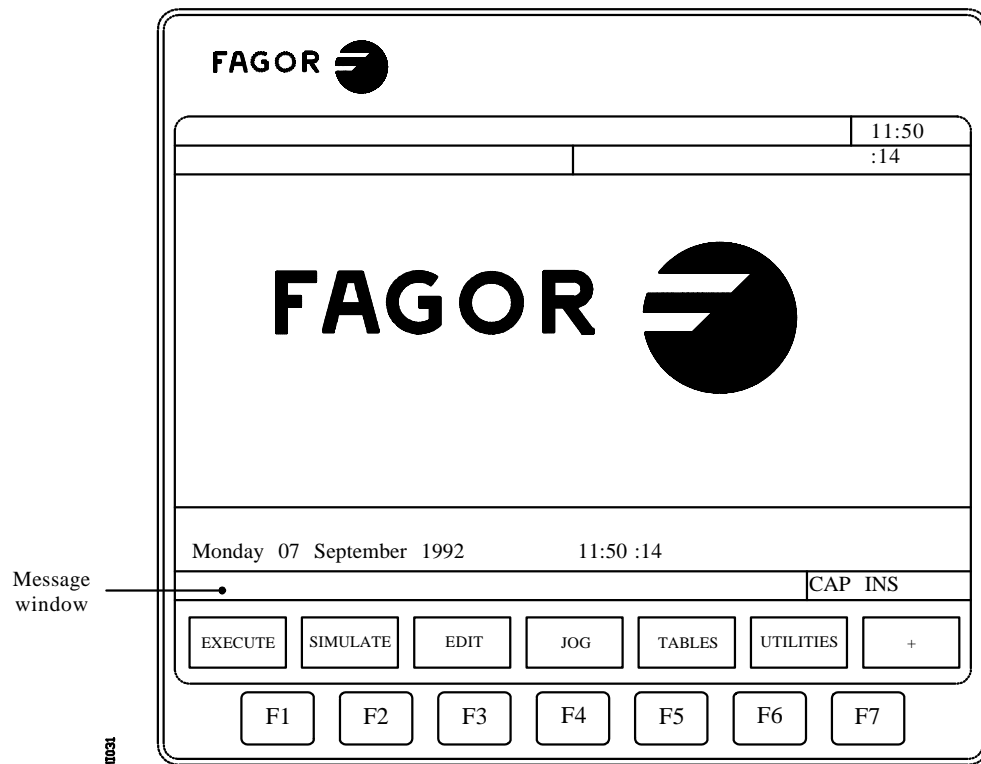 FAGOR
11:50
:14
FAGOR
Monday 07 September 1992 11:50 :14
Message
window
CAP INS
EXECUTE SIMULATE EDIT JOG TABLES UTILITIES +
F1 F2 F3 F4 F5 F6 F7